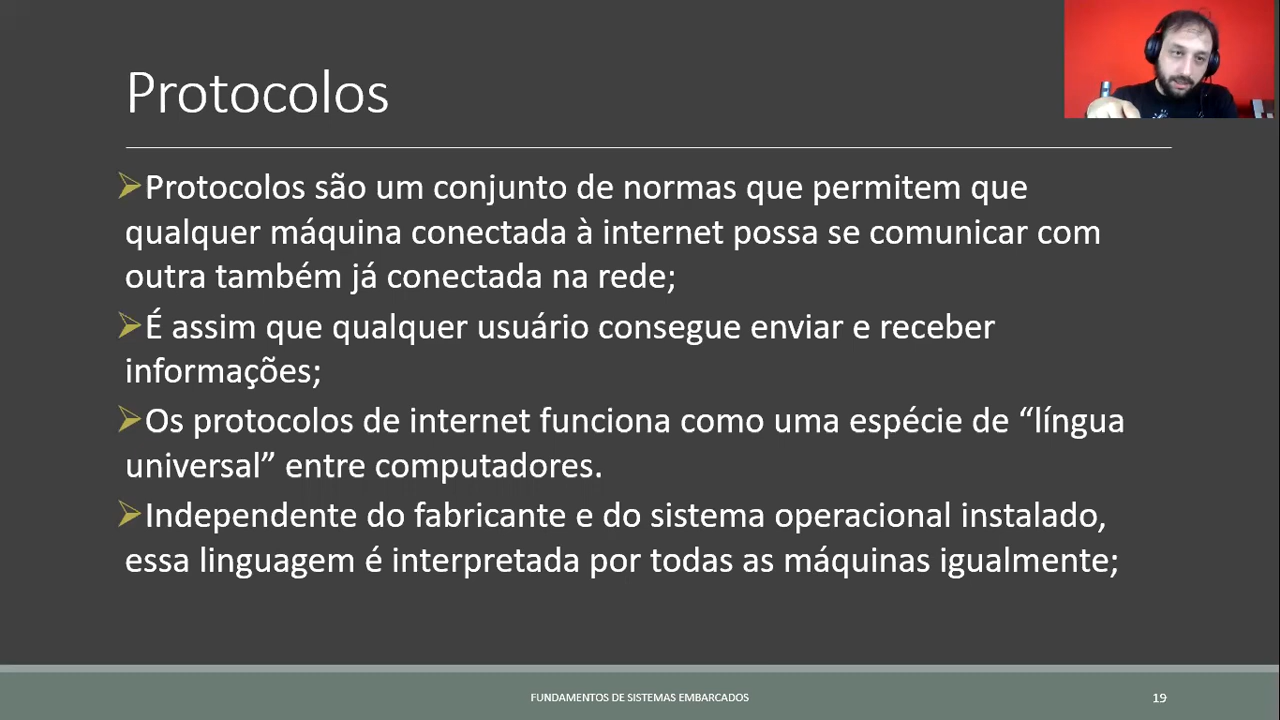 Protocolos
Protocolos são um conjunto de normas que permitem que
qualquer máquina conectada à internet possa se comunicar com
outra também já conectada na rede;
É assim que qualquer usuário consegue enviar e receber
informações;
Os protocolos de internet funciona como uma espécie de “língua
universal” entre computadores.
Independente do fabricante e do sistema operacional instalado,
essa linguagem é interpretada por todas as máquinas igualmente;
FUNDAMENTOS DE SISTEMAS EMBARCADOS
19